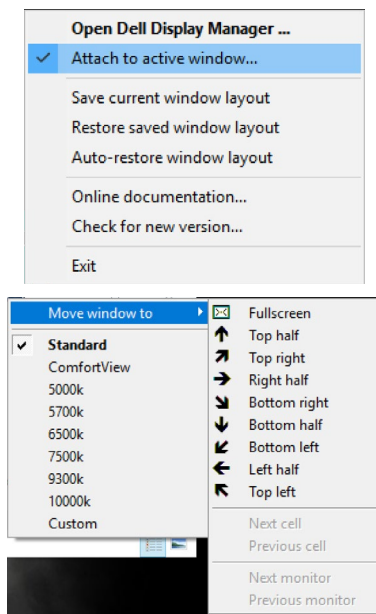 Open Dell Display Manager ...
Attach to active window...
Save current window layout
Restore saved window layout
Auto-restore window layout
Online documentation...
Check for new version...
Exit
Move window to
Standard
ComfortView
5000k
5700k
6500k
7500k
9300k
10000k
Custom
Fullscreen
Top half
Top right
Right half
Bottom right
Bottom half
Bottom left
Left half
Top left
Next cell
Previous cell
Next monitor
Previous monitor